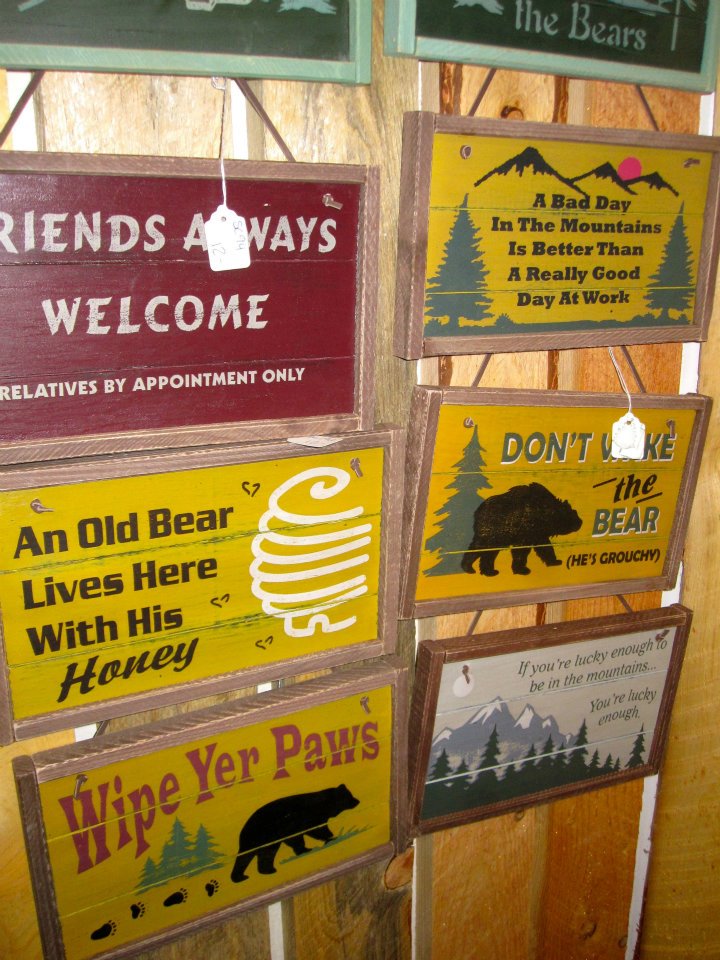 the Bears
RIENDS ALWAYS
WELCOME
RELATIVES BY APPOINTMENT ONLY
A Bad Day
In The Mountains
Is Better Than
A Really Good
Day At Work
An Old Bear
Lives Here
With His
Honey
DON'T WAKE
the
BEAR
(HE'S GROUCHY)
Wipe Yer Paws
If you're lucky enough to
be in the mountains...
You're lucky
enough.